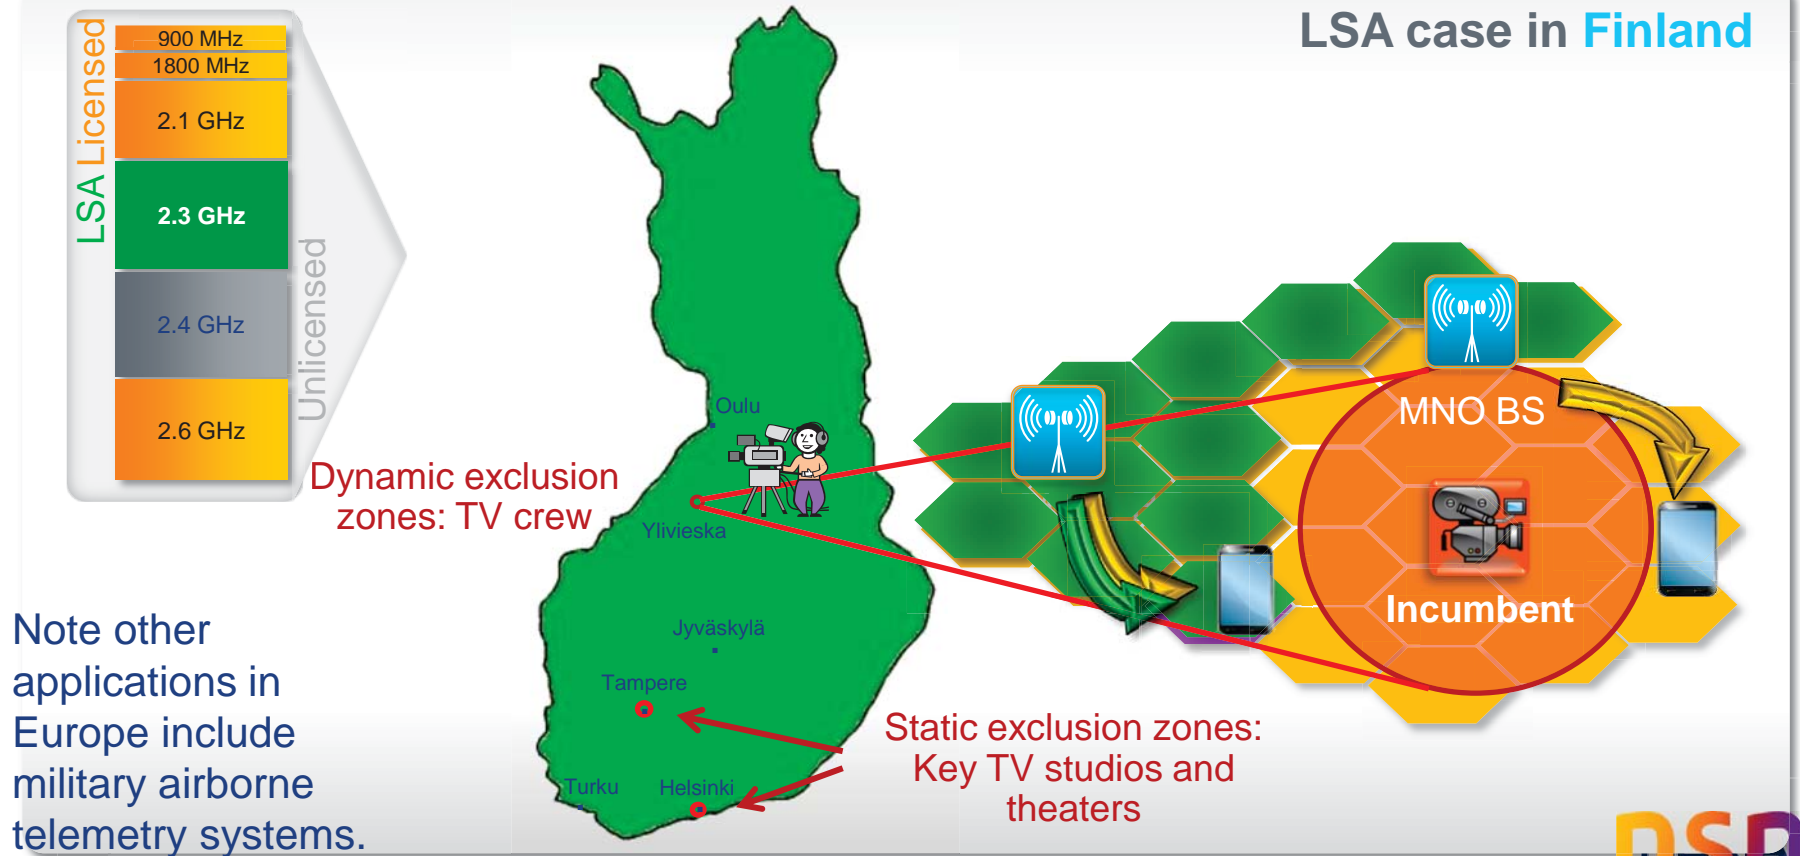 LSA case in Finland
LSA Licensed
900 MHz
1800 MHz
2.1 GHz
2.3 GHz
2.4 GHz
2.6 GHz
Unlicensed
Oulu
Dynamic exclusion
zones: TV crew
Ylivieska
Jyväskylä
Tampere
Turku
Helsinki
MNO BS
Incumbent
Static exclusion zones:
Key TV studios and
theaters
Note other
applications in
Europe include
military airborne
telemetry systems.